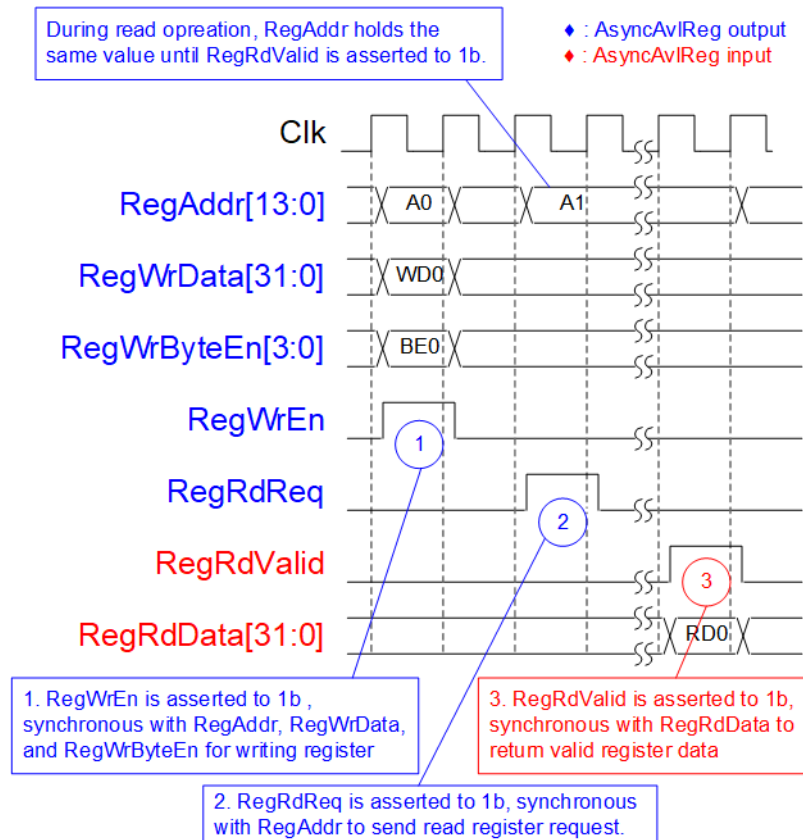 During read opreation, RegAddr holds the
same value until RegRdValid is asserted to 1b.
♦ : AsyncAvlReg output
♦ : AsyncAvlReg input
Clk
RegAddr[13:0]
A0
A1
RegWrData[31:0]
WD0
RegWrByteEn[3:0]
BE0
RegWrEn
1
RegRdReq
2
RegRdValid
3
RegRdData[31:0]
RD0
1. RegWrEn is asserted to 1b ,
synchronous with RegAddr, RegWrData,
and RegWrByteEn for writing register
3. RegRdValid is asserted to 1b,
synchronous with RegRdData to
return valid register data
2. RegRdReq is asserted to 1b, synchronous
with RegAddr to send read register request.